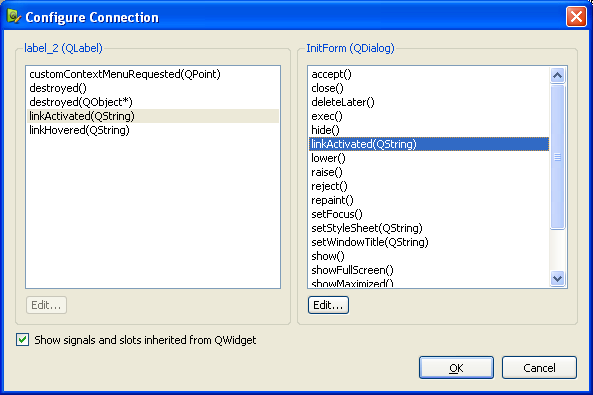 Configure Connection
label_2 (QLabel)
customContextMenuRequested(QPoint)
destroyed()
destroyed(QObject*)
linkActivated(QString)
linkHovered(QString)
Edit...
InitForm (QDialog)
accept()
close()
deleteLater()
exec()
hide()
linkActivated(QString)
lower()
raise()
reject()
repaint()
setFocus()
setStyleSheet(QString)
setWindowTitle(QString)
show()
showFullScreen()
showMaximized()
Edit...
Show signals and slots inherited from QWidget
OK
Cancel